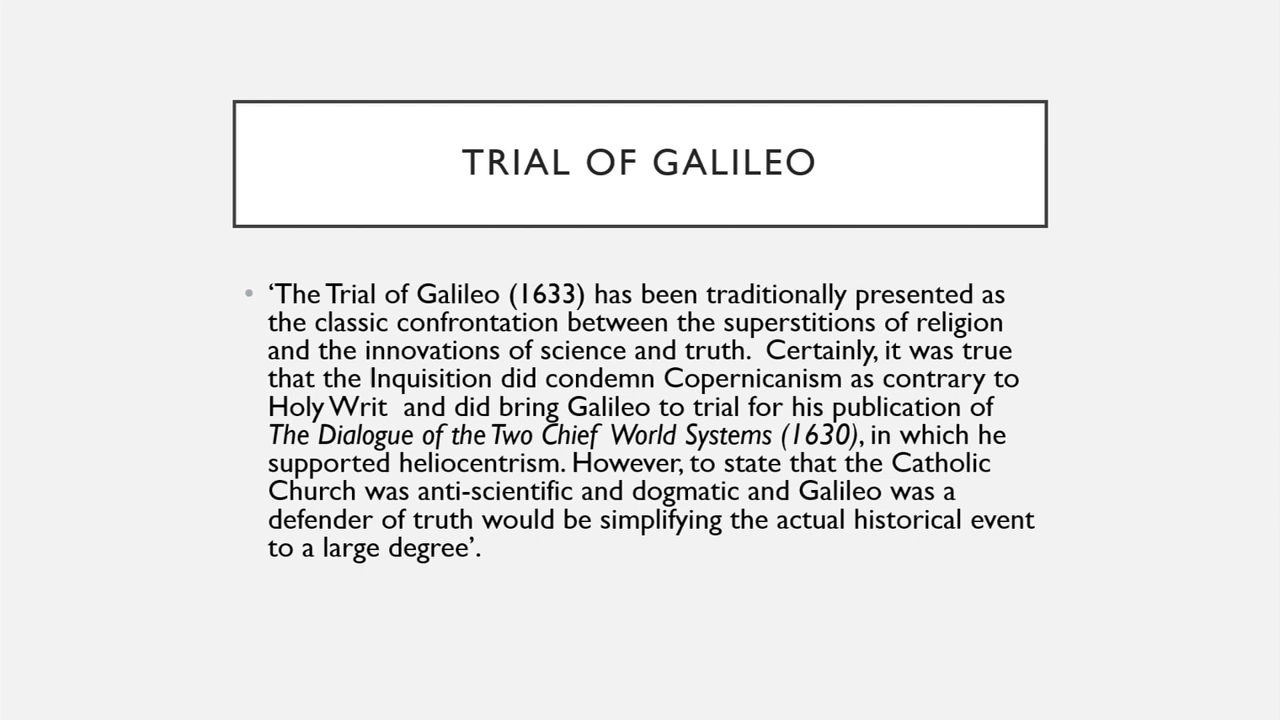 TRIAL OF GALILEO
• ‘The Trial of Galileo (1633) has been traditionally presented as
the classic confrontation between the superstitions of religion
and the innovations of science and truth.  Certainly, it was true
that the Inquisition did condemn Copernicanism as contrary to
Holy Writ  and did bring Galileo to trial for his publication of
The Dialogue of the Two Chief  World Systems (1630), in which he
supported heliocentrism. However, to state that the Catholic
Church was anti-scientific and dogmatic and Galileo was a
defender of truth would be simplifying the actual historical event
to a large degree’.